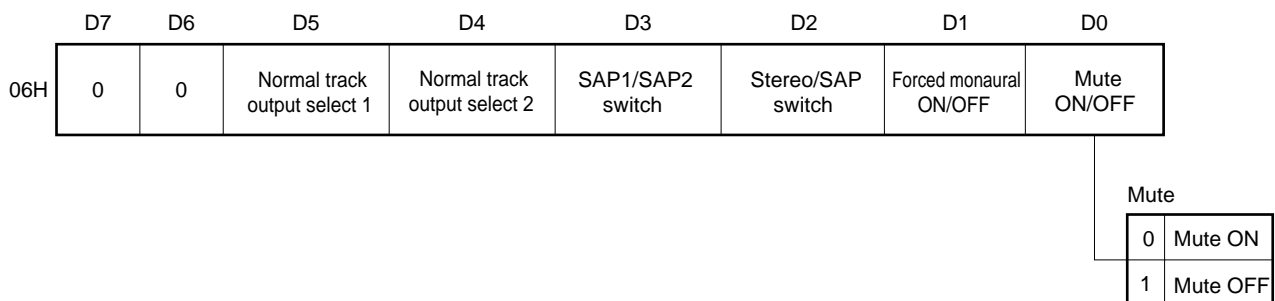 D7 D6 D5 D4 D3 D2 D1 D0
06H 0 0 Normal track output select 1 Normal track output select 2 SAP1/SAP2 switch Stereo/SAP switch Forced monaural ON/OFF Mute ON/OFF
Mute
0 Mute ON
1 Mute OFF